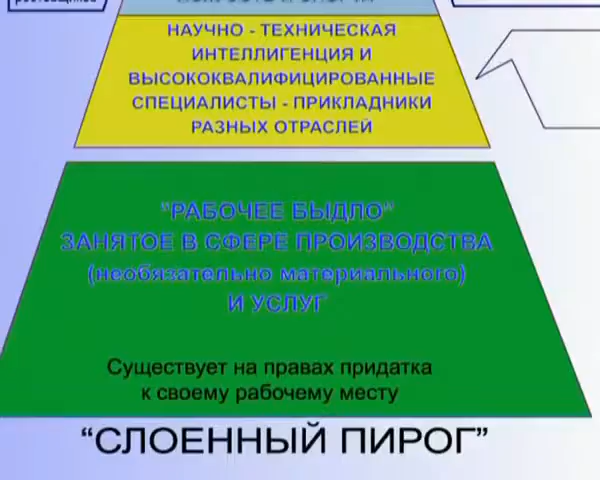 НАУЧНО - ТЕХНИЧЕСКАЯ
ИНТЕЛЛИГЕНЦИЯ И
ВЫСОКОКВАЛИФИЦИРОВАННЫЕ
СПЕЦИАЛИСТЫ - ПРИКЛАДНИКИ
РАЗНЫХ ОТРАСЛЕЙ
"РАБОЧЕЕ БЫДЛО"
ЗАНЯТОЕ В СФЕРЕ ПРОИЗВОДСТВА
(необязательно материального)
И УСЛУГ
Существует на правах придатка
к своему рабочему месту
“СЛОЕННЫЙ ПИРОГ”